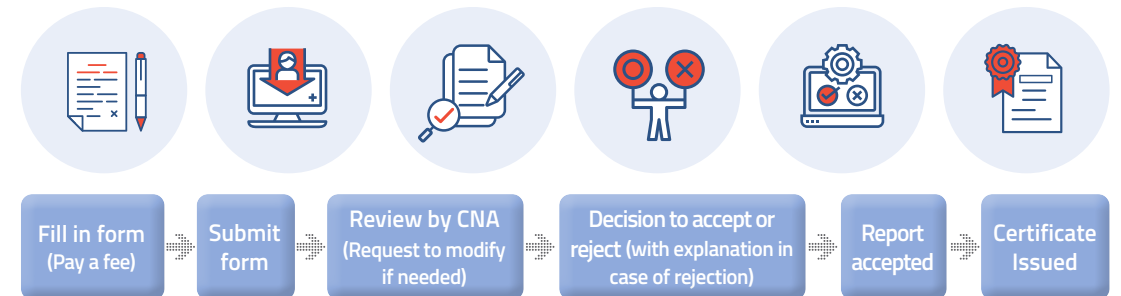 Fill in form
(Pay a fee)
Submit
form
Review by CNA
(Request to modify
if needed)
Decision to accept or
reject (with explanation in
case of rejection)
Report
accepted
Certificate
Issued